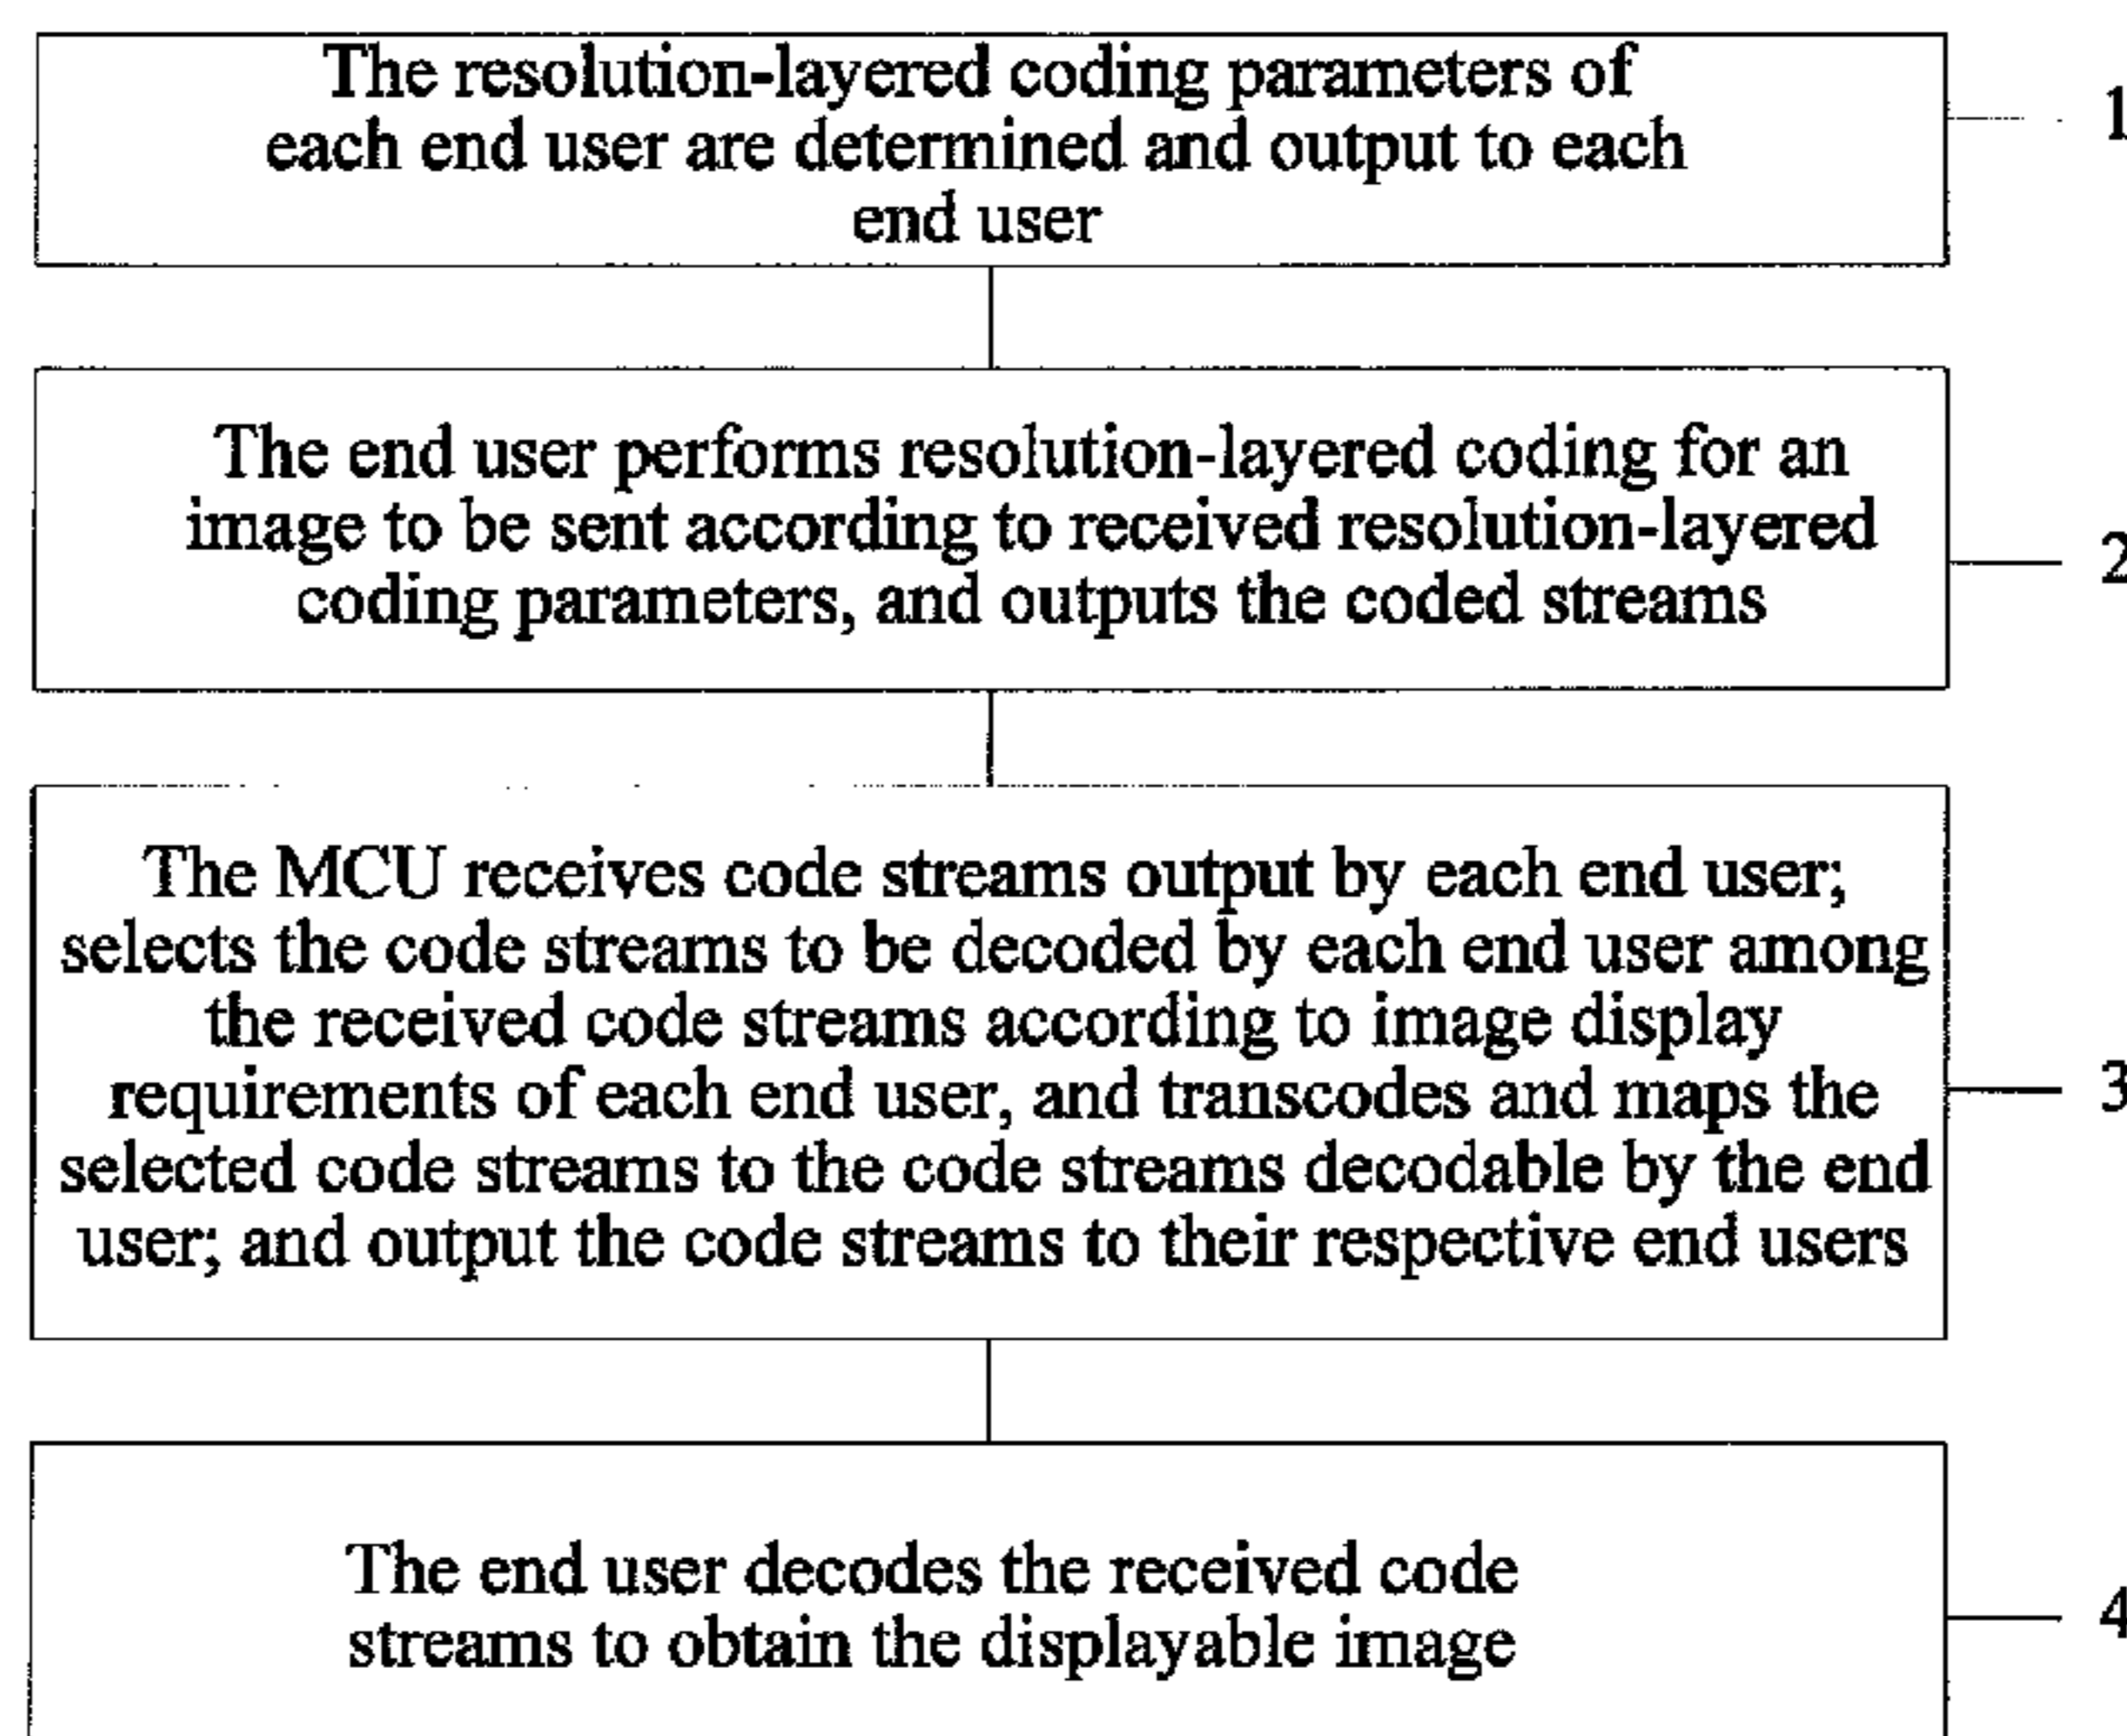 The resolution-layered coding parameters of
each end user are determined and output to each
end user
1
The end user performs resolution-layered coding for an
image to be sent according to received resolution-layered
coding parameters, and outputs the coded streams
2
The MCU receives code streams output by each end user;
selects the code streams to be decoded by each end user among
the received code streams according to image display
requirements of each end user, and transcodes and maps the
selected code streams to the code streams decodable by the end
user; and output the code streams to their respective end users
3
The end user decodes the received code
streams to obtain the displayable image
4